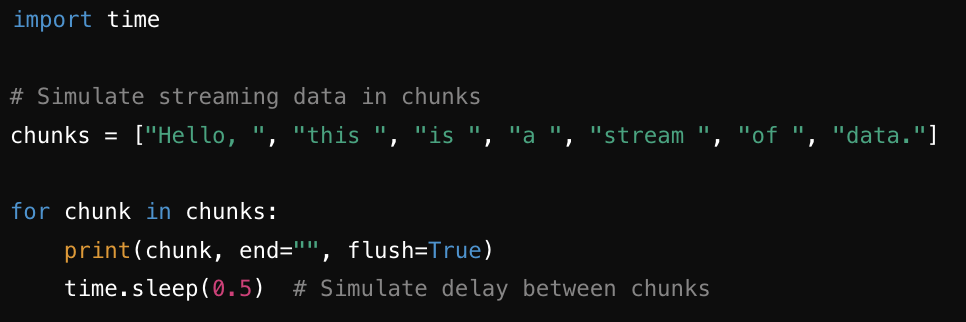 import time
# Simulate streaming data in chunks
chunks = ["Hello, ", "this ", "is ", "a ", "stream ", "of ", "data."]
for chunk in chunks:
    print(chunk, end="", flush=True)
    time.sleep(0.5)  # Simulate delay between chunks